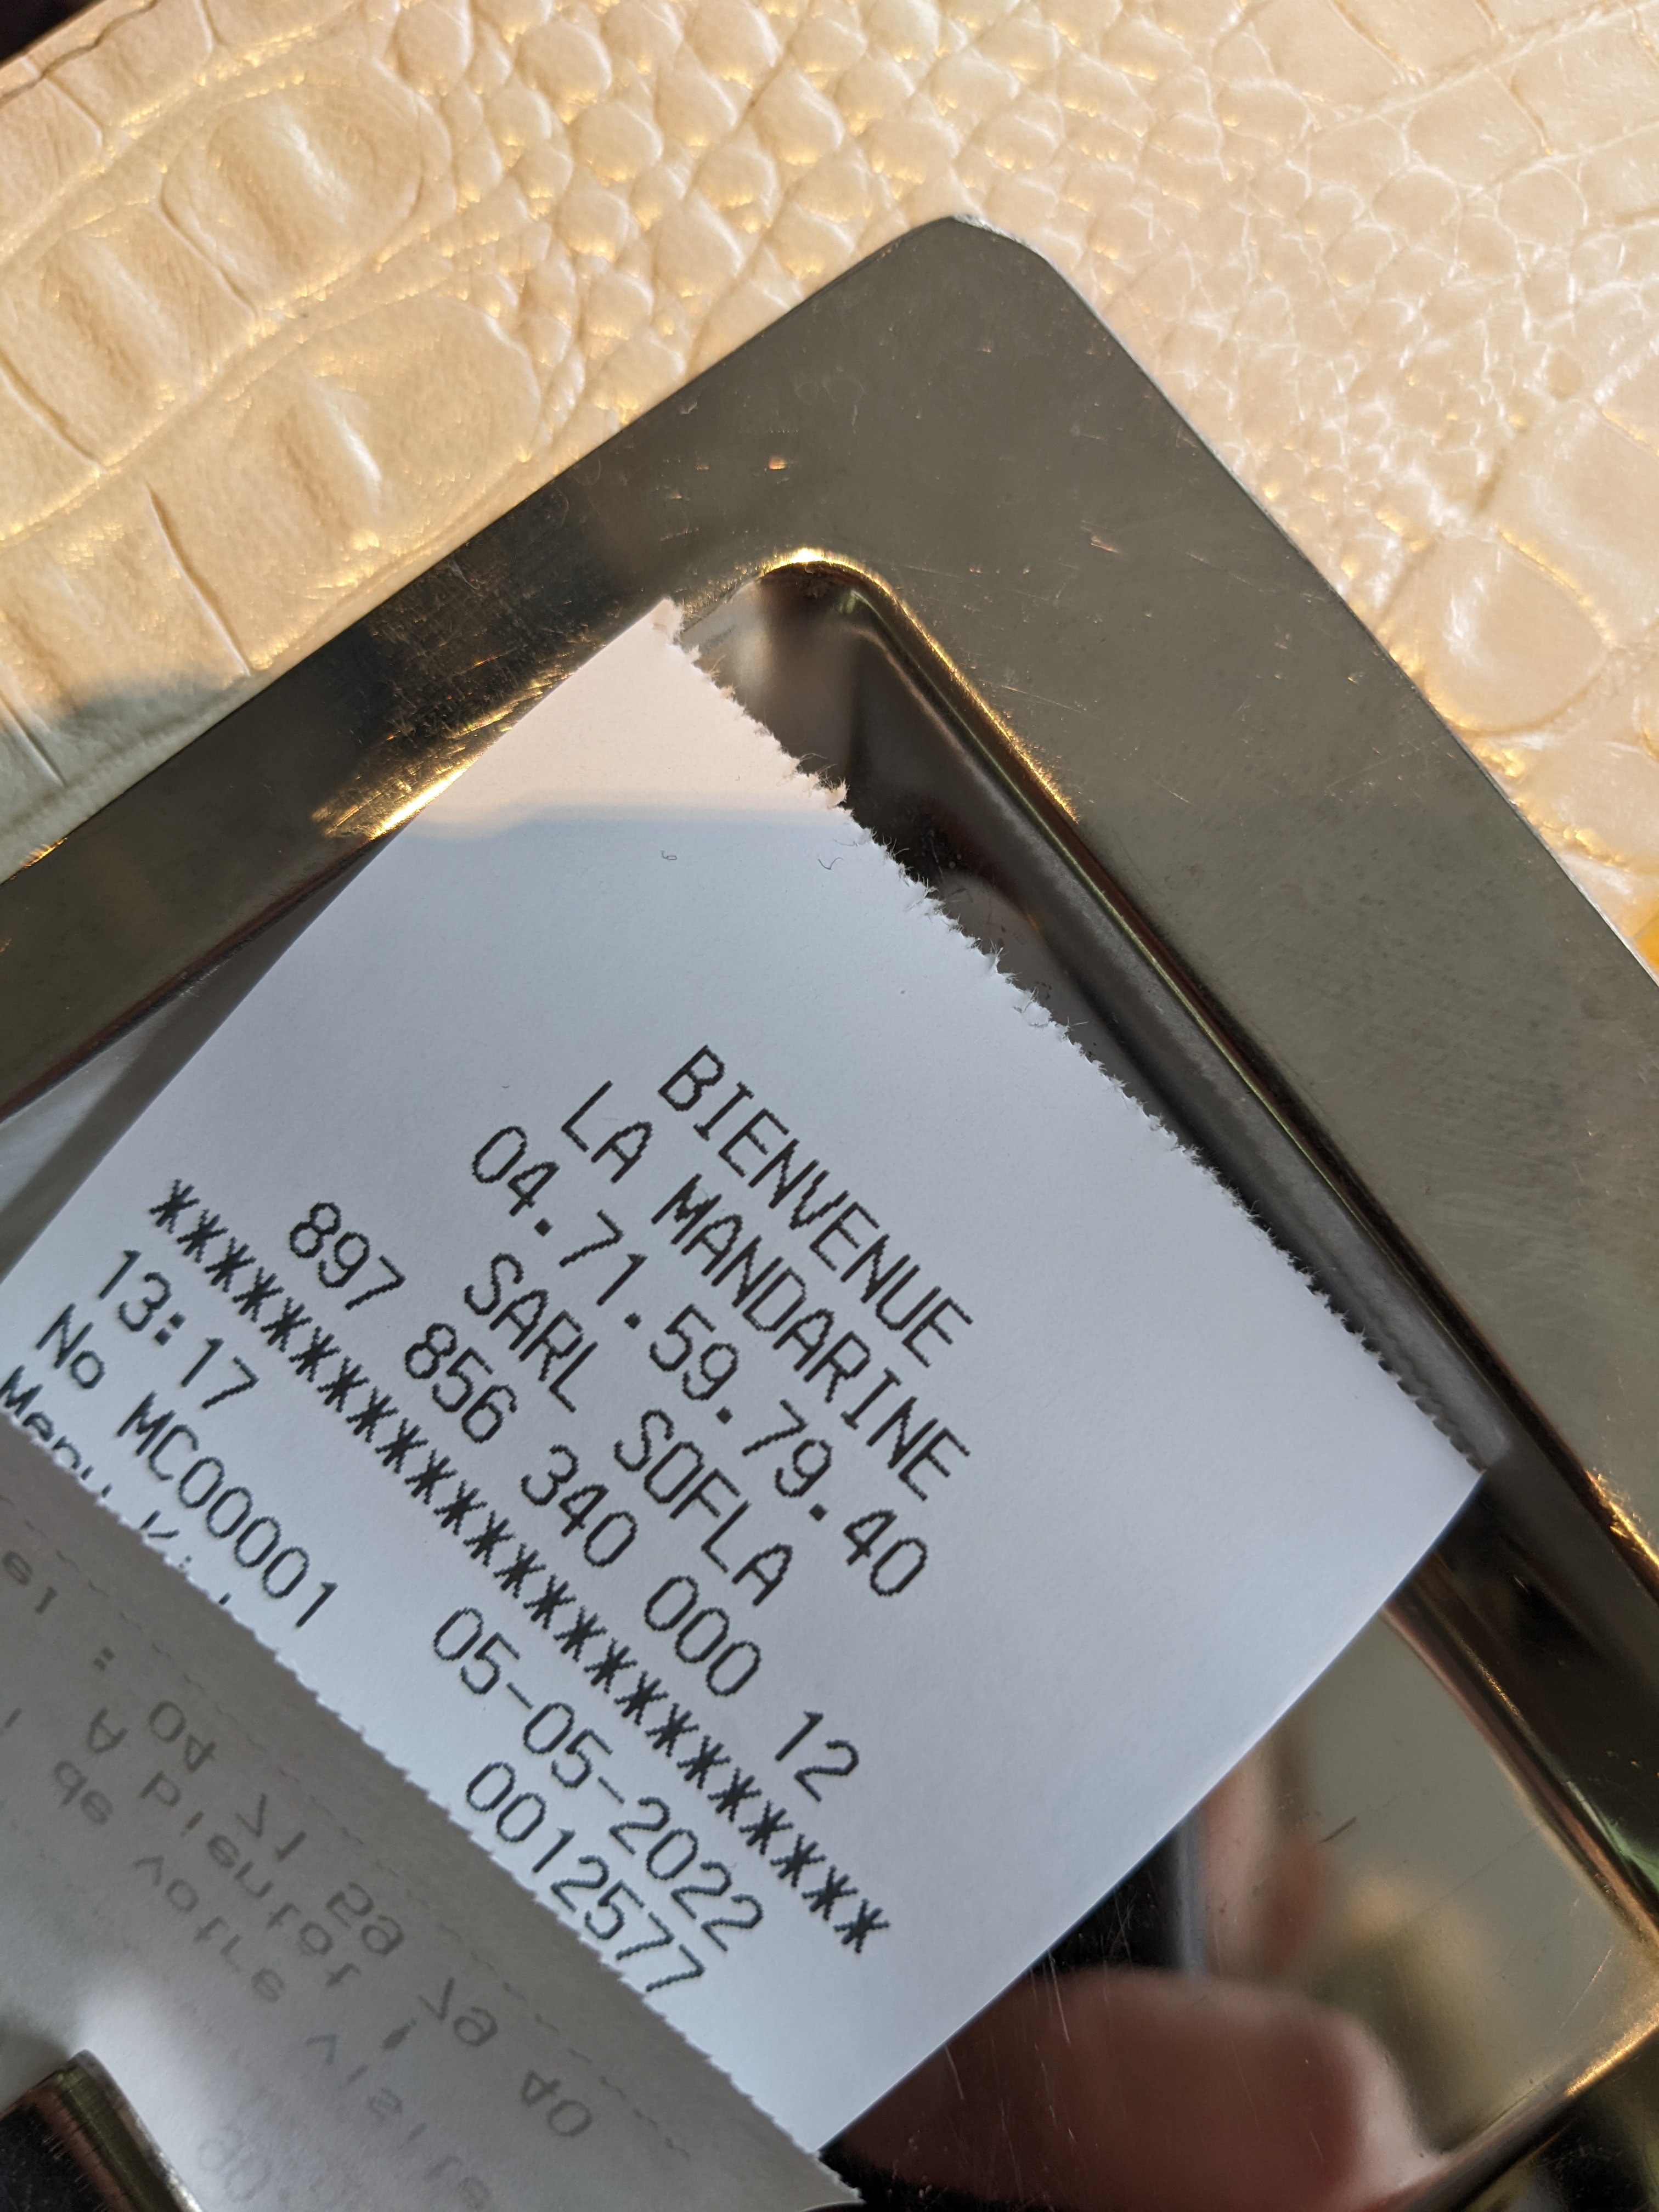 BIENVENUE
LA MANDARINE
04.71.59.79.40
SARL SOFLA
897 856 340 000 12
*************************
13:17 05-05-2022
No MC00001 0012577
Menu